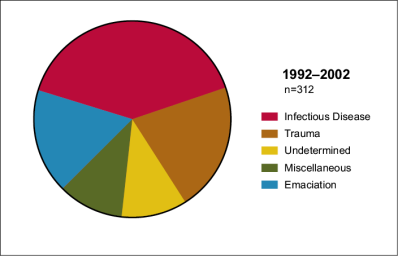 1992–2002
n=312
Infectious Disease
Trauma
Undetermined
Miscellaneous
Emaciation